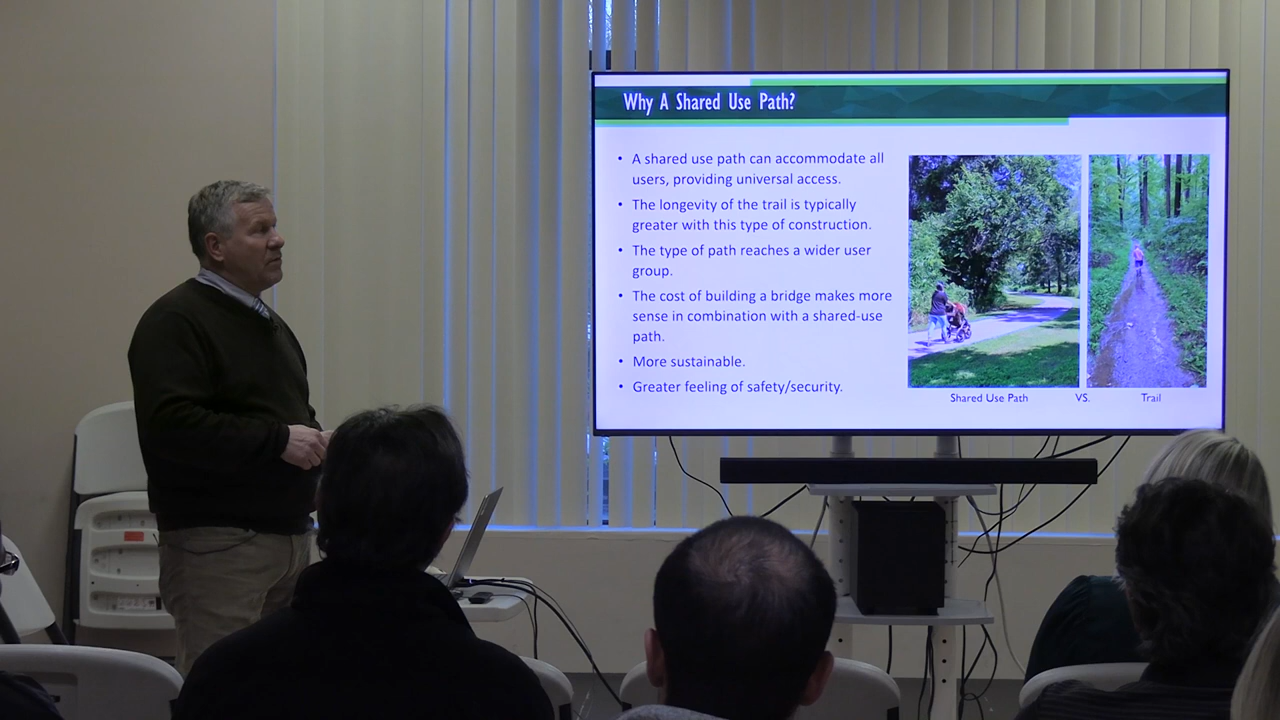 Why A Shared Use Path?
• A shared use path can accommodate all
users, providing universal access.
• The longevity of the trail is typically
greater with this type of construction.
• The type of path reaches a wider user
group.
• The cost of building a bridge makes more
sense in combination with a shared-use
path.
• More sustainable.
• Greater feeling of safety/security.
Shared Use Path VS. Trail